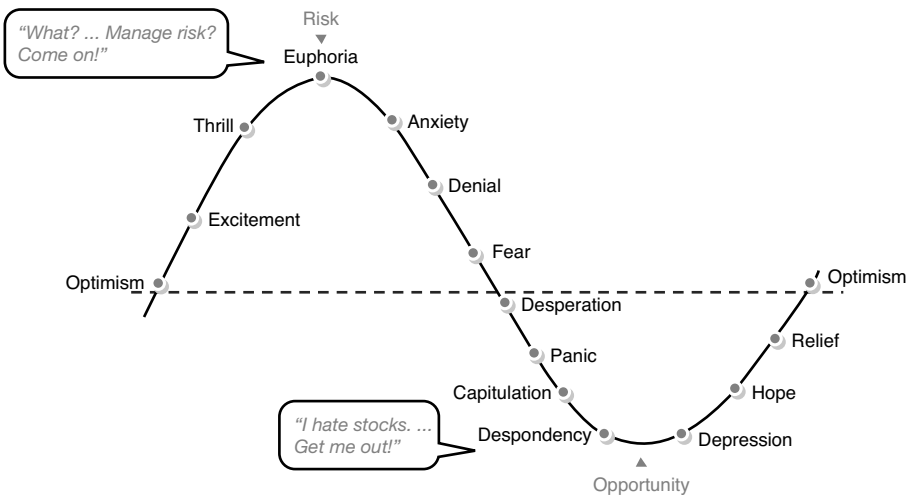 Risk
“What? ... Manage risk?
Come on!”
Euphoria
Thrill
Anxiety
Denial
Excitement
Fear
Optimism
Optimism
Desperation
Relief
Panic
Capitulation
Hope
“I hate stocks. ...
Get me out!”
Despondency
Depression
Opportunity